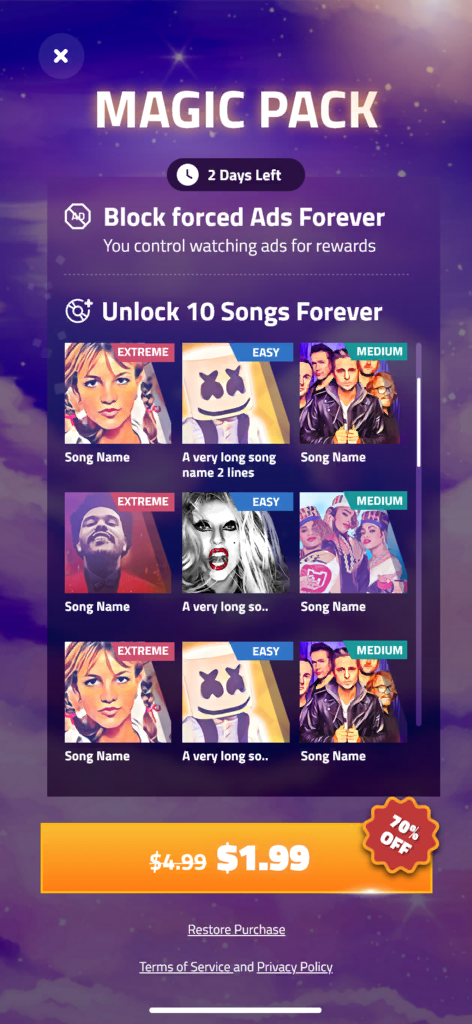 MAGIC PACK
2 Days Left
AD
Block forced Ads Forever
You control watching ads for rewards
Unlock 10 Songs Forever
EXTREME
EASY
MEDIUM
Song Name
A very long song
name 2 lines
Song Name
EXTREME
EASY
MEDIUM
Song Name
A very long so..
Song Name
EXTREME
EASY
MEDIUM
Song Name
A very long so..
Song Name
70%
OFF
$4.99 $1.99
Restore Purchase
Terms of Service and Privacy Policy